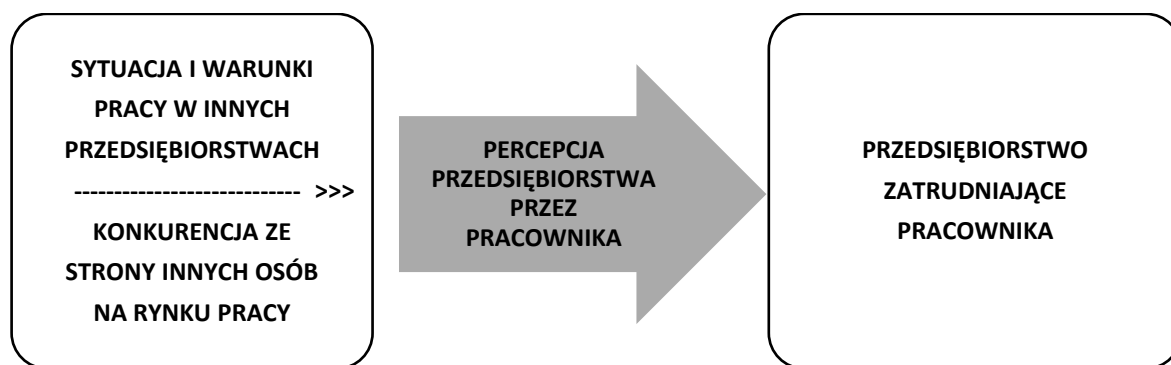 SYTUACJA I WARUNKI
PRACY W INNYCH
PRZEDSIĘBIORSTWACH
---------------------------- >>>
KONKURENCJA ZE
STRONY INNYCH OSÓB
NA RYNKU PRACY
PERCEPCJA
PRZEDSIĘBIORSTWA
PRZEZ
PRACOWNIKA
PRZEDSIĘBIORSTWO
ZATRUDNIAJĄCE
PRACOWNIKA